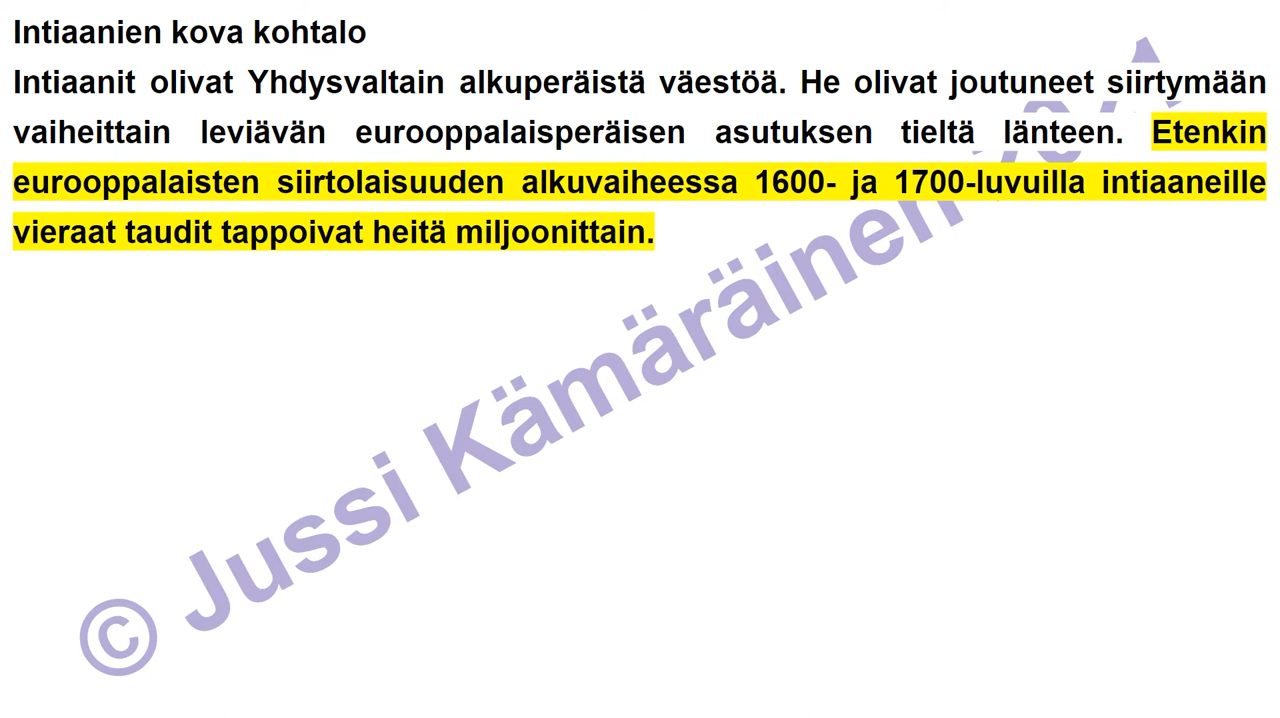 Intiaanien kova kohtalo
Intiaanit olivat Yhdysvaltain alkuperäistä väestöä. He olivat joutuneet siirtymään
vaiheittain leviävän eurooppalaisperäisen asutuksen tieltä länteen. Etenkin
eurooppalaisten siirtolaisuuden alkuvaiheessa 1600- ja 1700-luvuilla intiaaneille
vieraat taudit tappoivat heitä miljoonittain.
© Jussi Kämäräinen